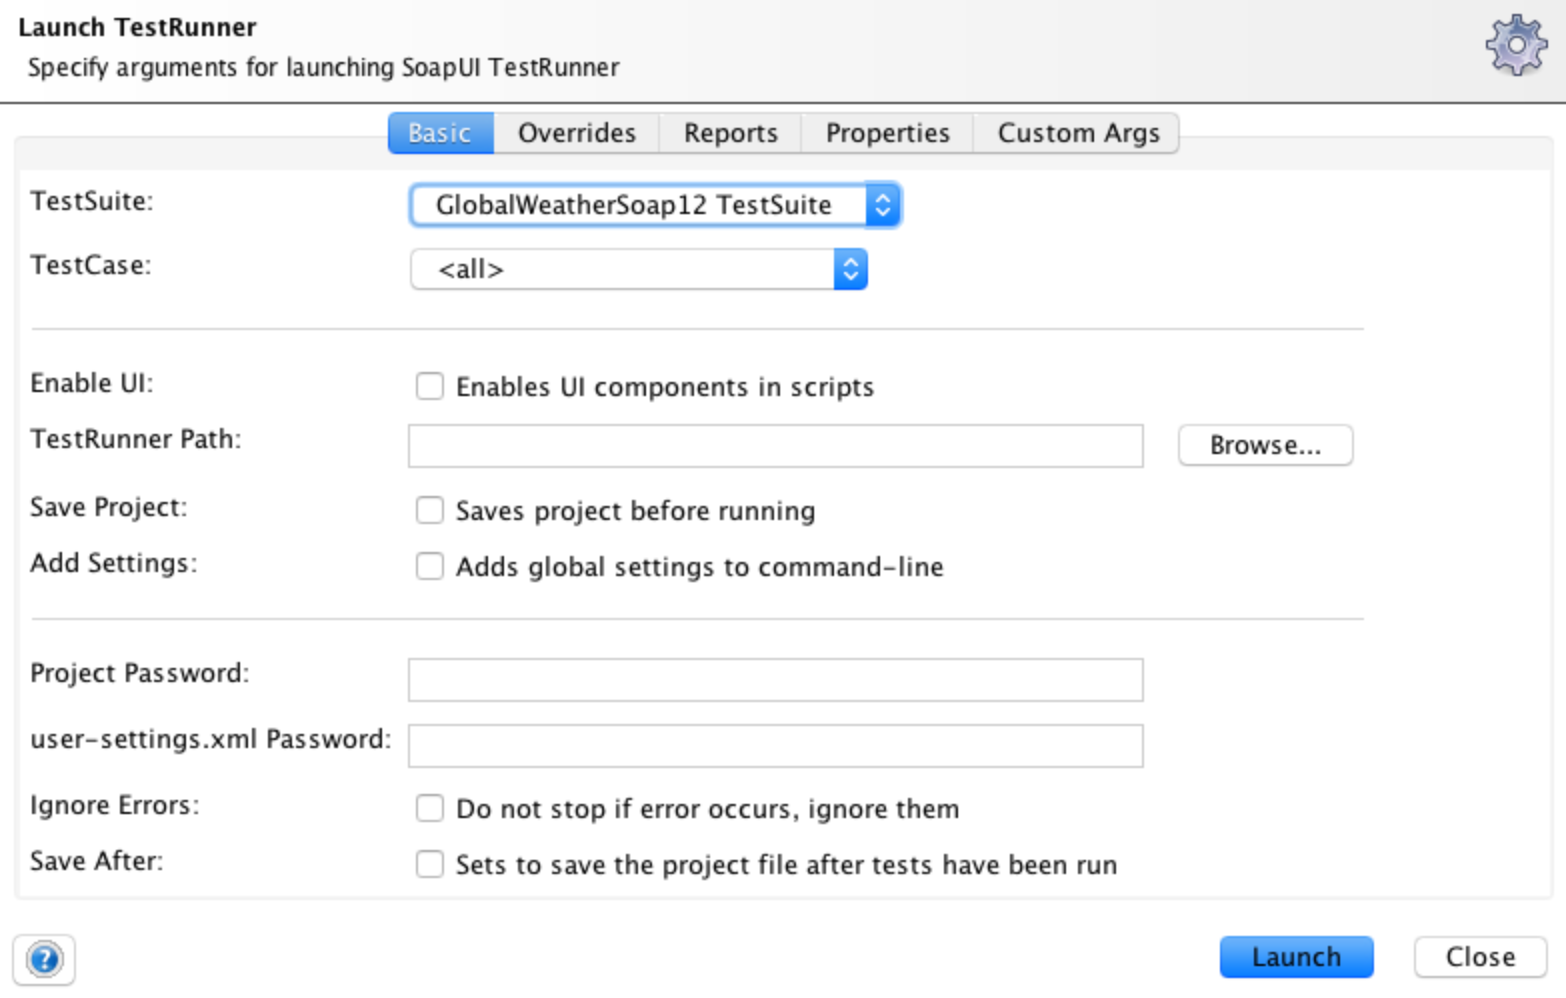 Launch TestRunner
Specify arguments for launching SoapUI TestRunner
Basic Overrides Reports Properties Custom Args
TestSuite: GlobalWeatherSoap12 TestSuite
TestCase: <all>
Enable UI: Enables UI components in scripts
TestRunner Path: Browse...
Save Project: Saves project before running
Add Settings: Adds global settings to command-line
Project Password:
user-settings.xml Password:
Ignore Errors: Do not stop if error occurs, ignore them
Save After: Sets to save the project file after tests have been run
? Launch Close